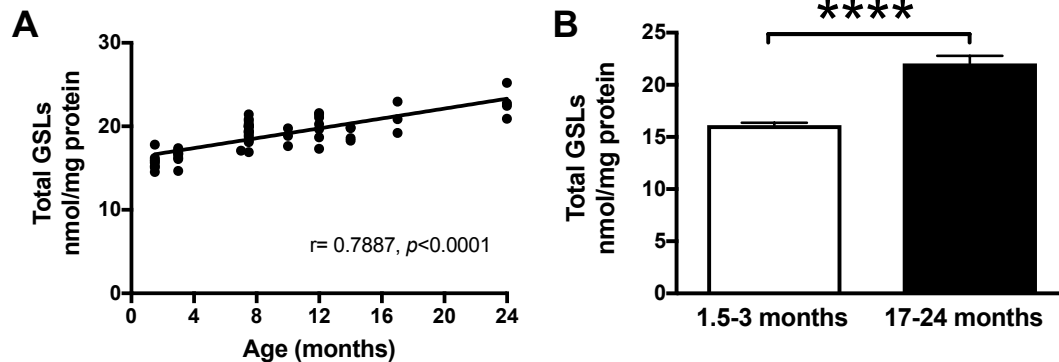 A
Total GSLs
nmol/mg protein
30
20
10
0
0 4 8 12 16 20 24
Age (months)
r= 0.7887, p<0.0001
B
****
Total GSLs
nmol/mg protein
25
20
15
10
5
0
1.5-3 months 17-24 months